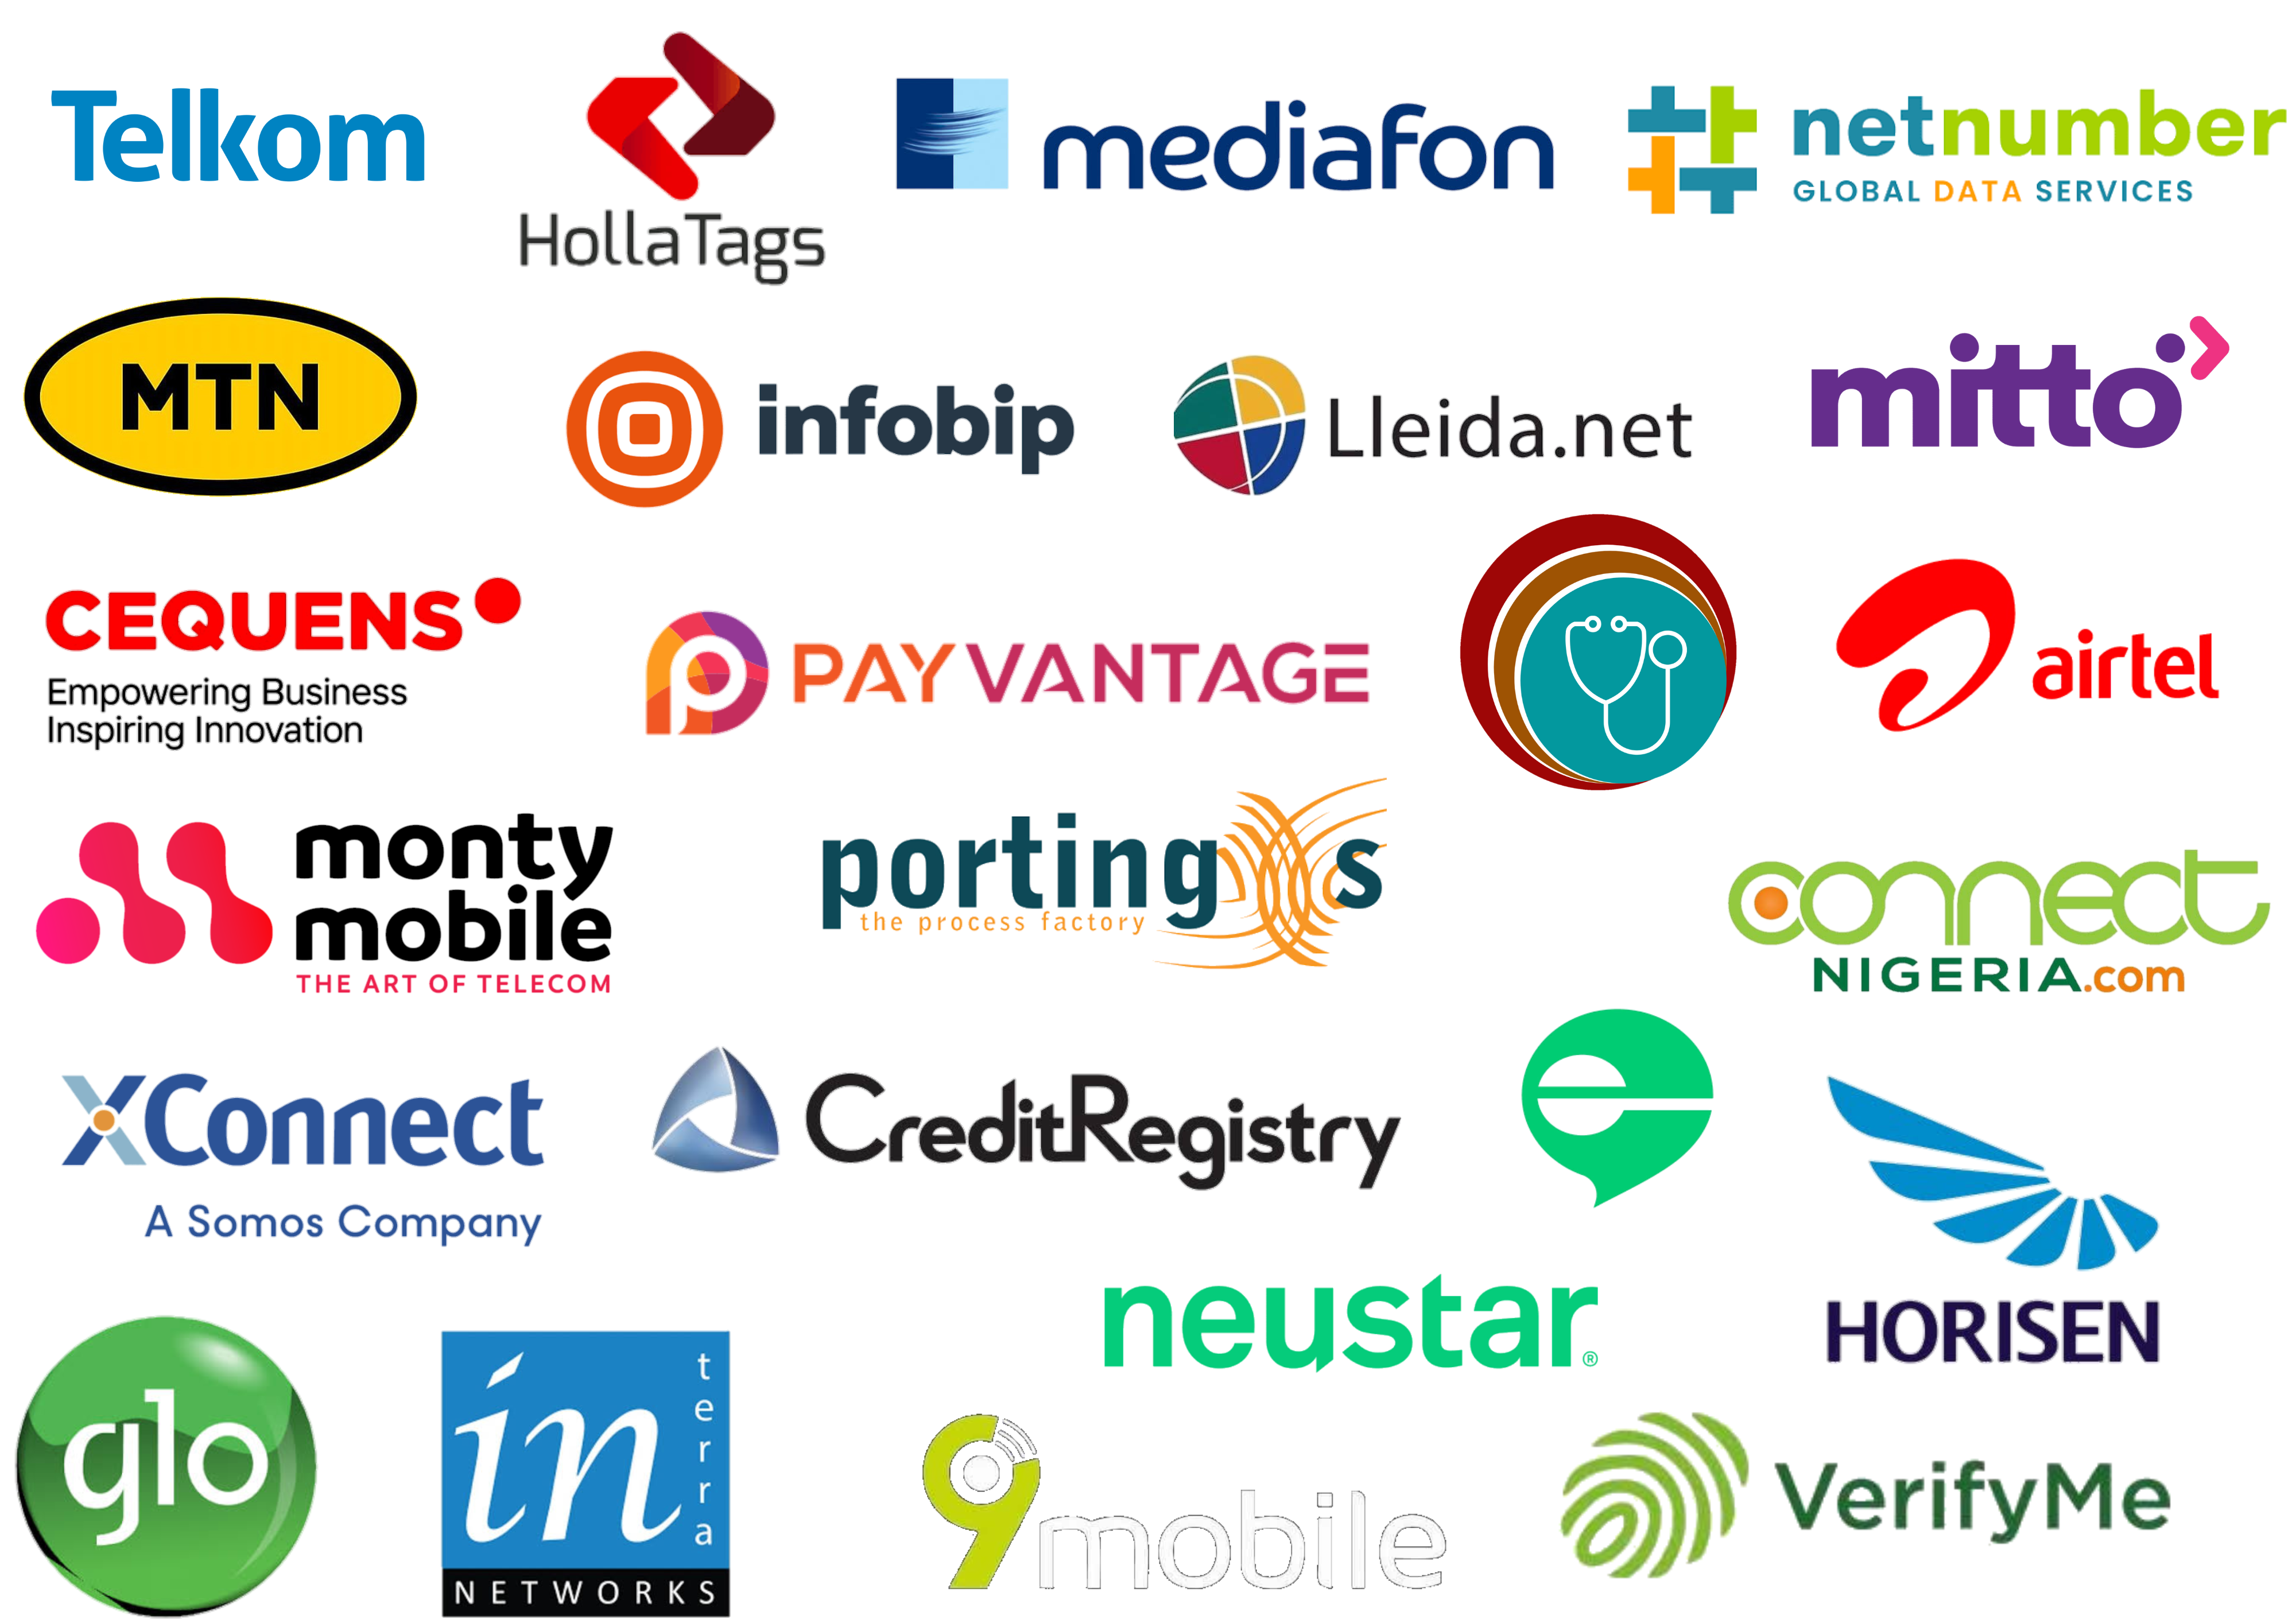 Telkom
HollaTags
mediafon
netnumber
GLOBAL DATA SERVICES
MTN
infobip
Lleida.net
mitto
CEQUENS
Empowering Business
Inspiring Innovation
PAYVANTAGE
airtel
monty
mobile
THE ART OF TELECOM
portingXs
the process factory
connect
NIGERIA.com
XConnect
A Somos Company
CreditRegistry
e
HORISEN
neustar®
glo
in
terra
NETWORKS
9mobile
VerifyMe